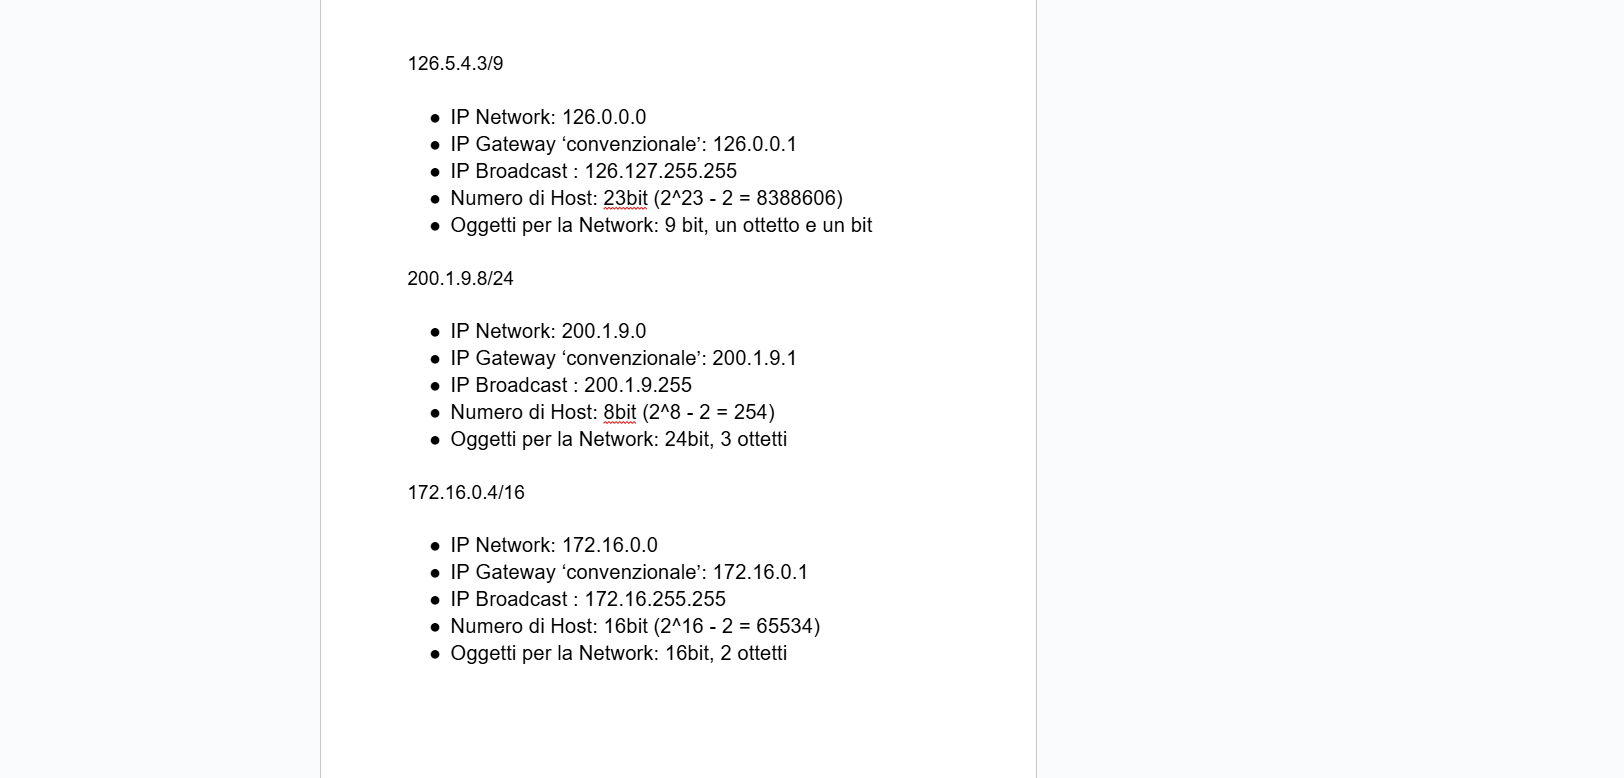 126.5.4.3/9
● IP Network: 126.0.0.0
● IP Gateway ‘convenzionale’: 126.0.0.1
● IP Broadcast : 126.127.255.255
● Numero di Host: 23bit (2^23 - 2 = 8388606)
● Oggetti per la Network: 9 bit, un ottetto e un bit
200.1.9.8/24
● IP Network: 200.1.9.0
● IP Gateway ‘convenzionale’: 200.1.9.1
● IP Broadcast : 200.1.9.255
● Numero di Host: 8bit (2^8 - 2 = 254)
● Oggetti per la Network: 24bit, 3 ottetti
172.16.0.4/16
● IP Network: 172.16.0.0
● IP Gateway ‘convenzionale’: 172.16.0.1
● IP Broadcast : 172.16.255.255
● Numero di Host: 16bit (2^16 - 2 = 65534)
● Oggetti per la Network: 16bit, 2 ottetti